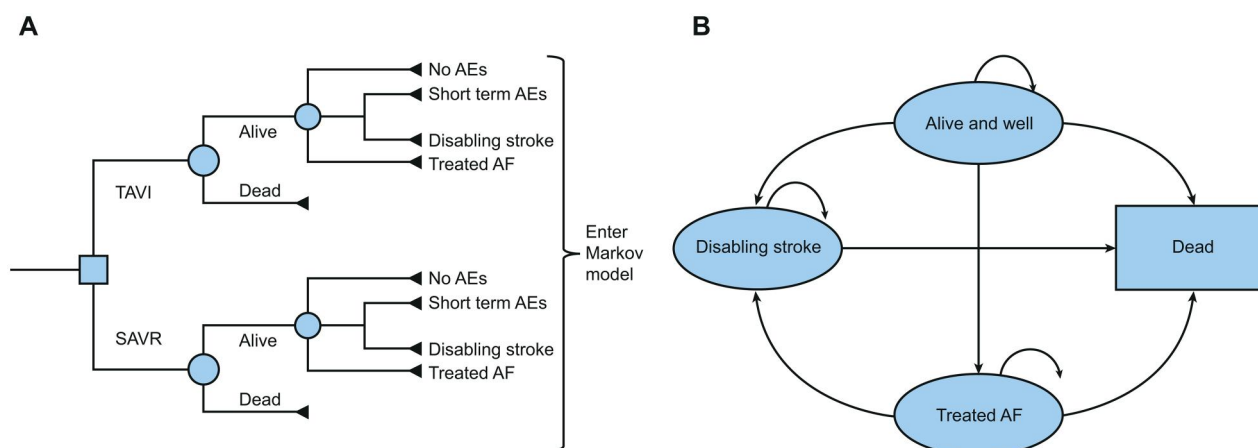 A
No AEs
Short term AEs
Alive
Disabling stroke
Treated AF
TAVI
Dead
Enter
Markov
model
No AEs
Short term AEs
SAVR
Alive
Disabling stroke
Treated AF
Dead
B
Alive and well
Disabling stroke
Dead
Treated AF